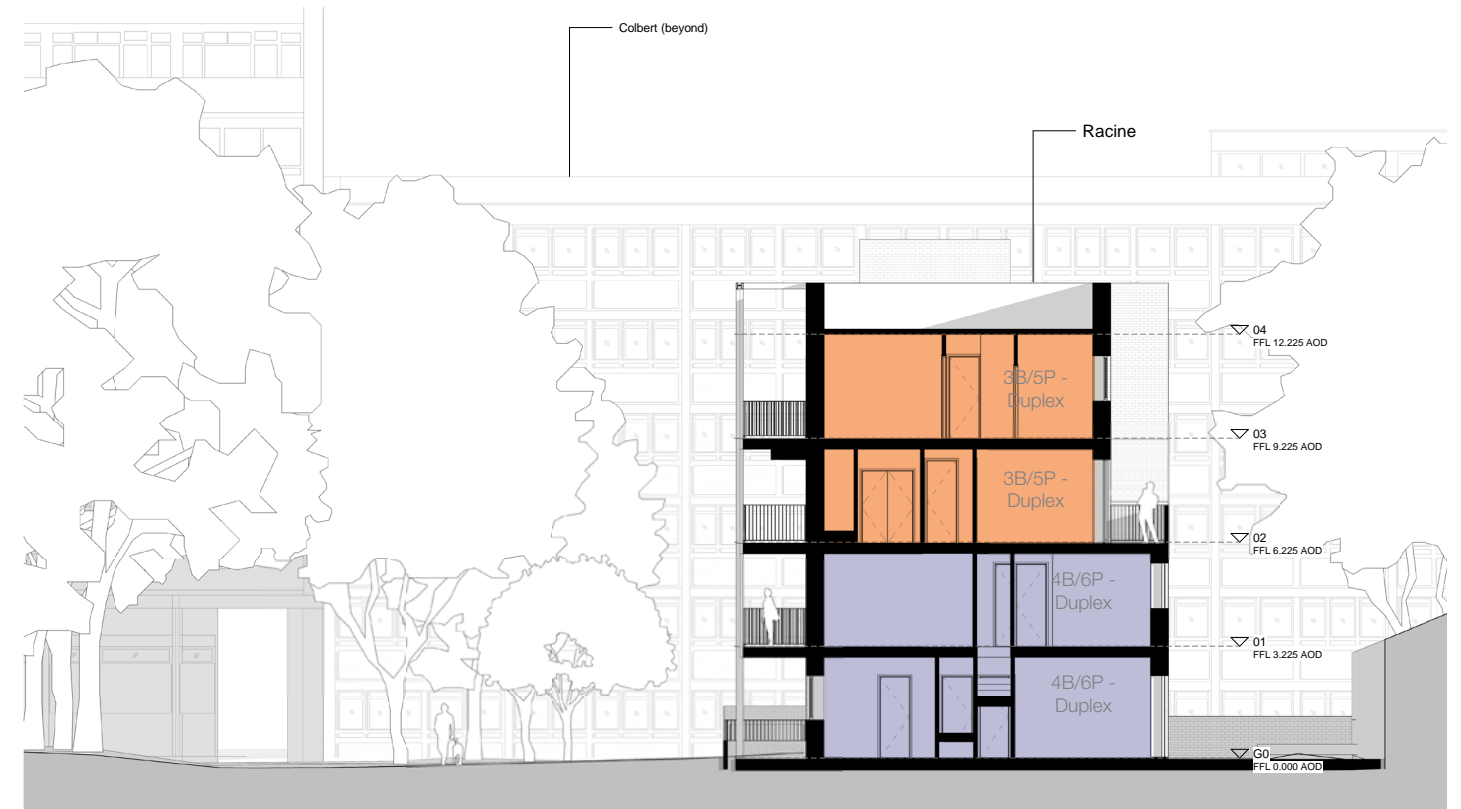 Colbert (beyond)
Racine
04
FFL 12.225 AOD
3B/5P -
Duplex
03
FFL 9.225 AOD
3B/5P -
Duplex
02
FFL 6.225 AOD
4B/6P -
Duplex
01
FFL 3.225 AOD
4B/6P -
Duplex
G0
FFL 0.000 AOD